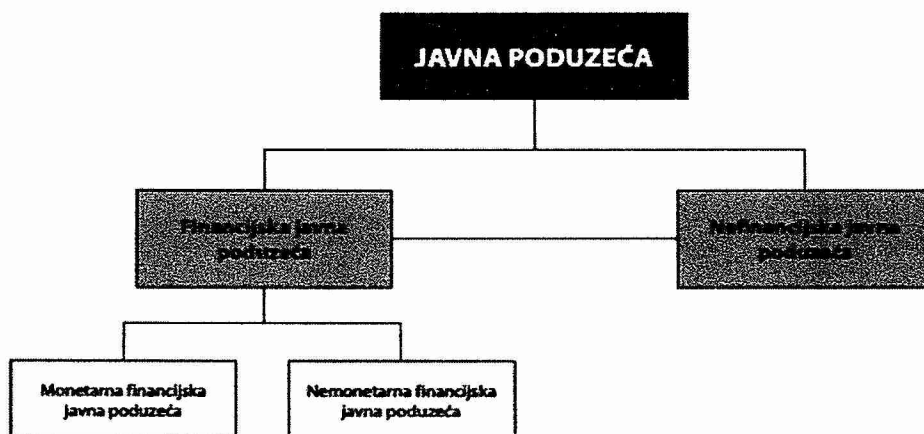 JAVNA PODUZEĆA
Financijska javna
poduzeća
Nefinancijska javna
poduzeća
Monetarna financijska
javna poduzeća
Nemonetarna financijska
javna poduzeća